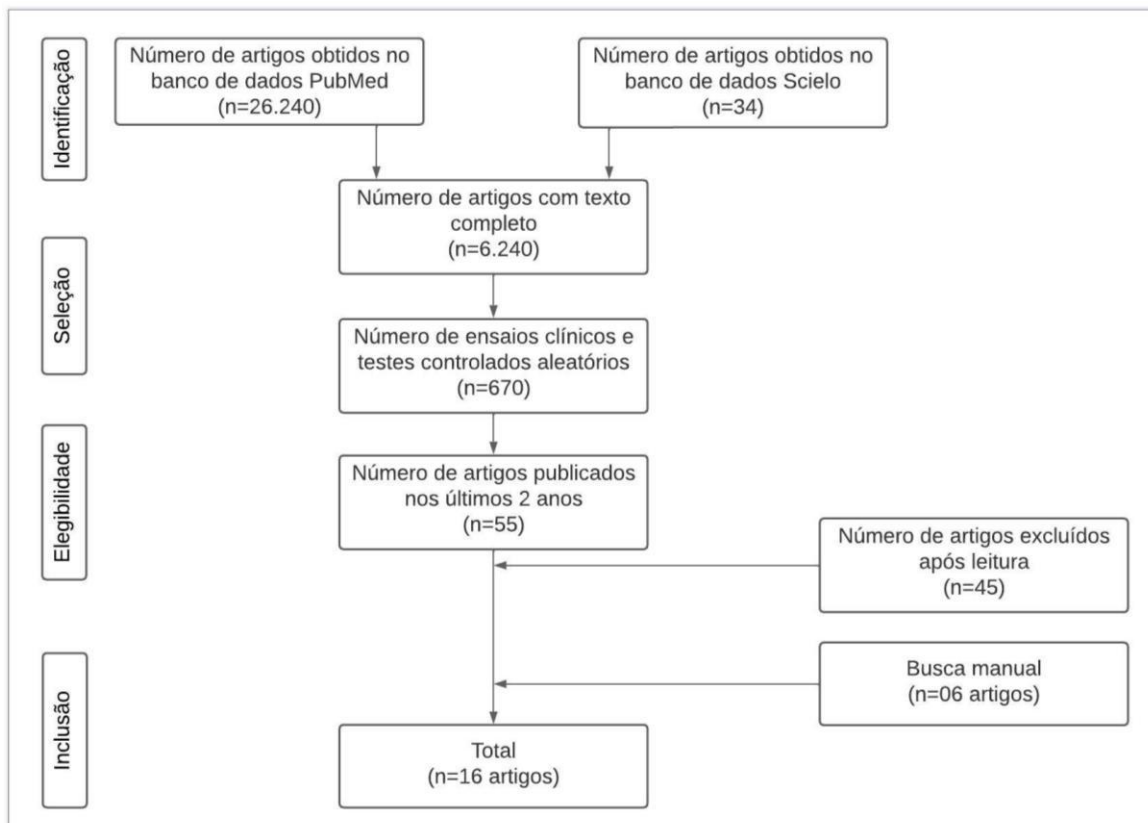 Identificação
Número de artigos obtidos no
banco de dados PubMed
(n=26.240)
Número de artigos obtidos no
banco de dados Scielo
(n=34)
Número de artigos com texto
completo
(n=6.240)
Seleção
Número de ensaios clínicos e
testes controlados aleatórios
(n=670)
Elegibilidade
Número de artigos publicados
nos últimos 2 anos
(n=55)
Número de artigos excluídos
após leitura
(n=45)
Busca manual
(n=06 artigos)
Inclusão
Total
(n=16 artigos)